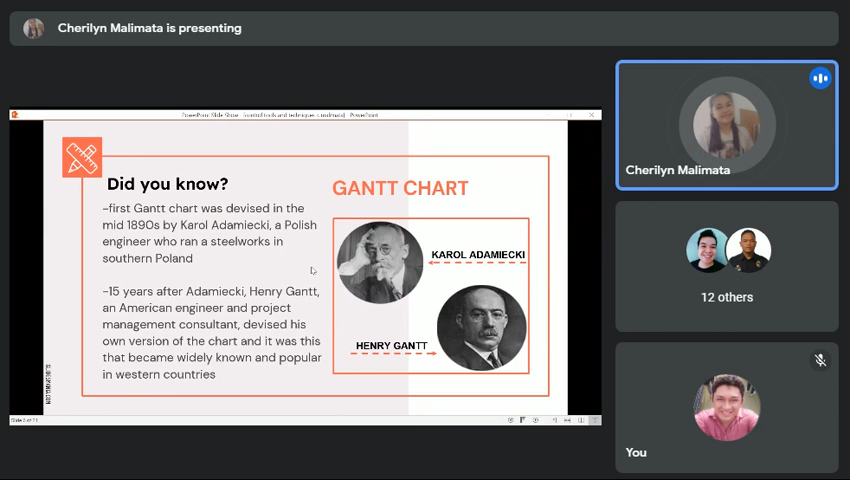 Cherilyn Malimata is presenting
Did you know?
-first Gantt chart was devised in the
mid 1890s by Karol Adamiecki, a Polish
engineer who ran a steelworks in
southern Poland
-15 years after Adamiecki, Henry Gantt,
an American engineer and project
management consultant, devised his
own version of the chart and it was this
that became widely known and popular
in western countries
GANTT CHART
KAROL ADAMIECKI
HENRY GANTT
Cherilyn Malimata
12 others
You